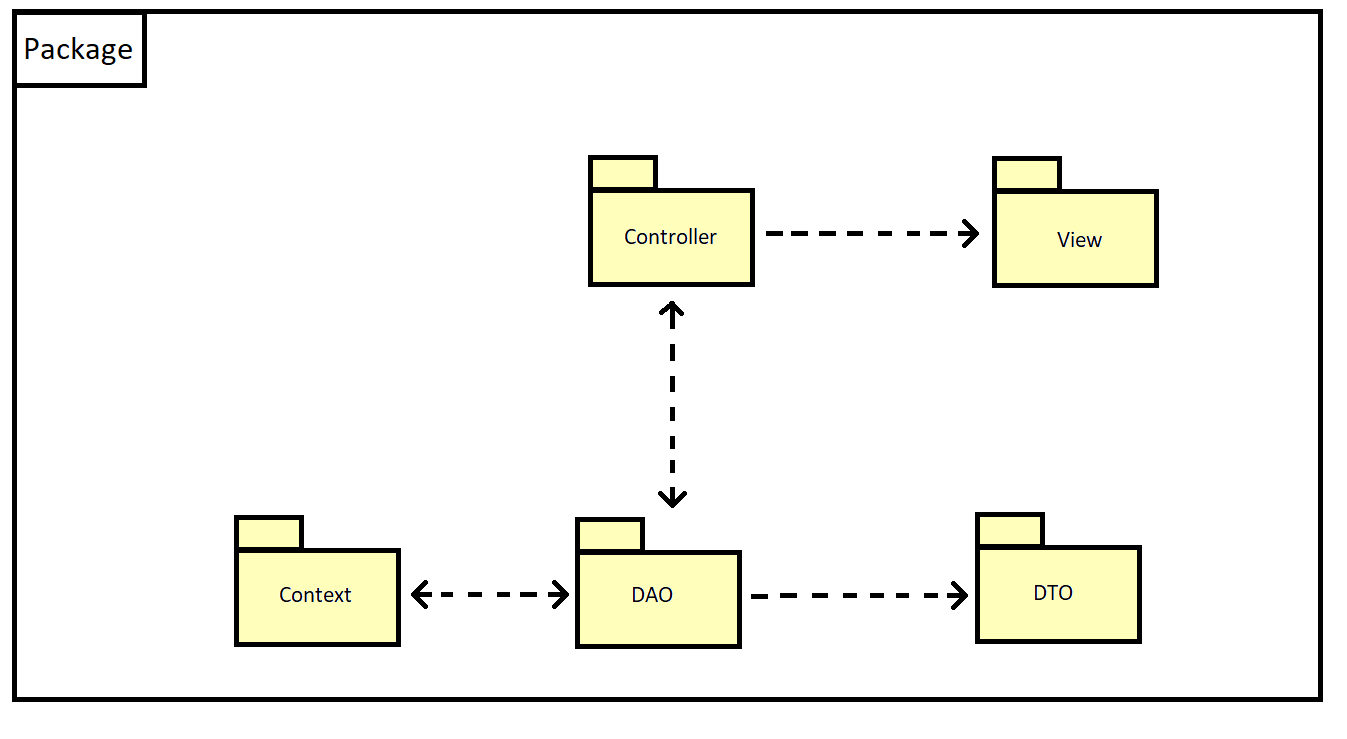 Package
Controller
View
Context
DAO
DTO